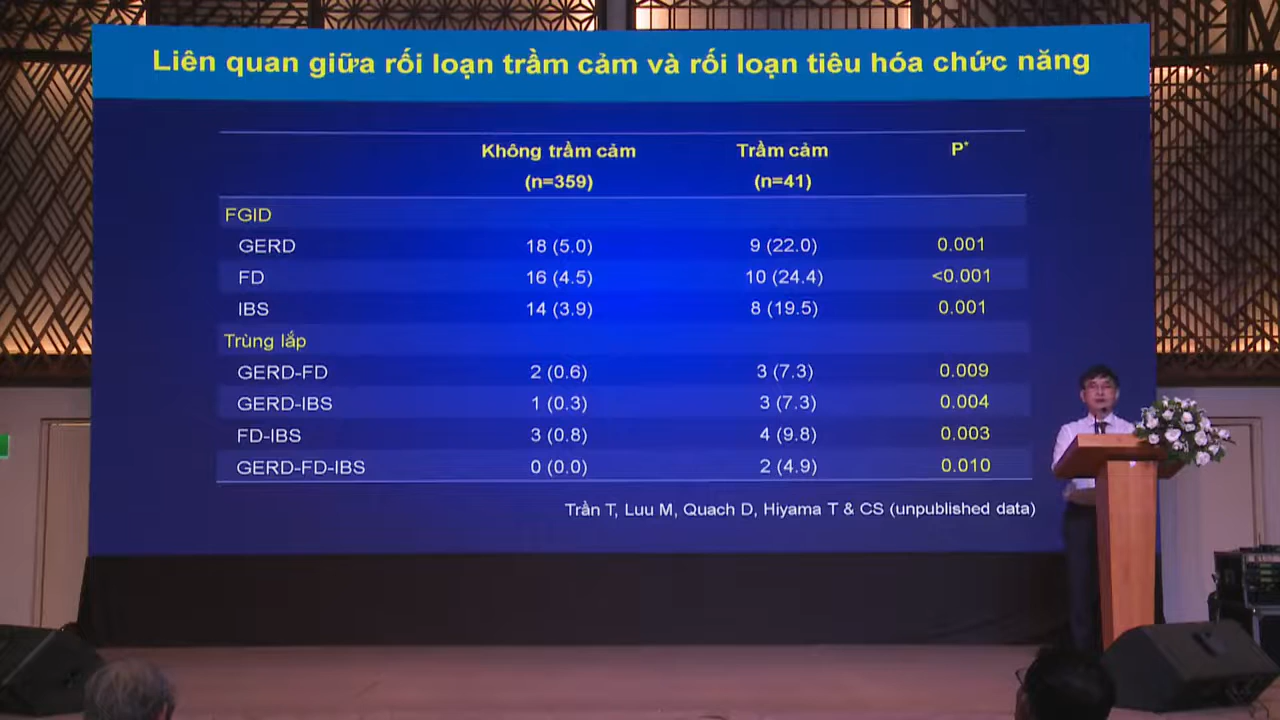 Liên quan giữa rối loạn trầm cảm và rối loạn tiêu hóa chức năng
Không trầm cảm Trầm cảm P*
(n=359) (n=41)
FGID
GERD 18 (5.0) 9 (22.0) 0.001
FD 16 (4.5) 10 (24.4) <0.001
IBS 14 (3.9) 8 (19.5) 0.001
Trùng lắp
GERD-FD 2 (0.6) 3 (7.3) 0.009
GERD-IBS 1 (0.3) 3 (7.3) 0.004
FD-IBS 3 (0.8) 4 (9.8) 0.003
GERD-FD-IBS 0 (0.0) 2 (4.9) 0.010
Trần T, Luu M, Quach D, Hiyama T & CS (unpublished data)